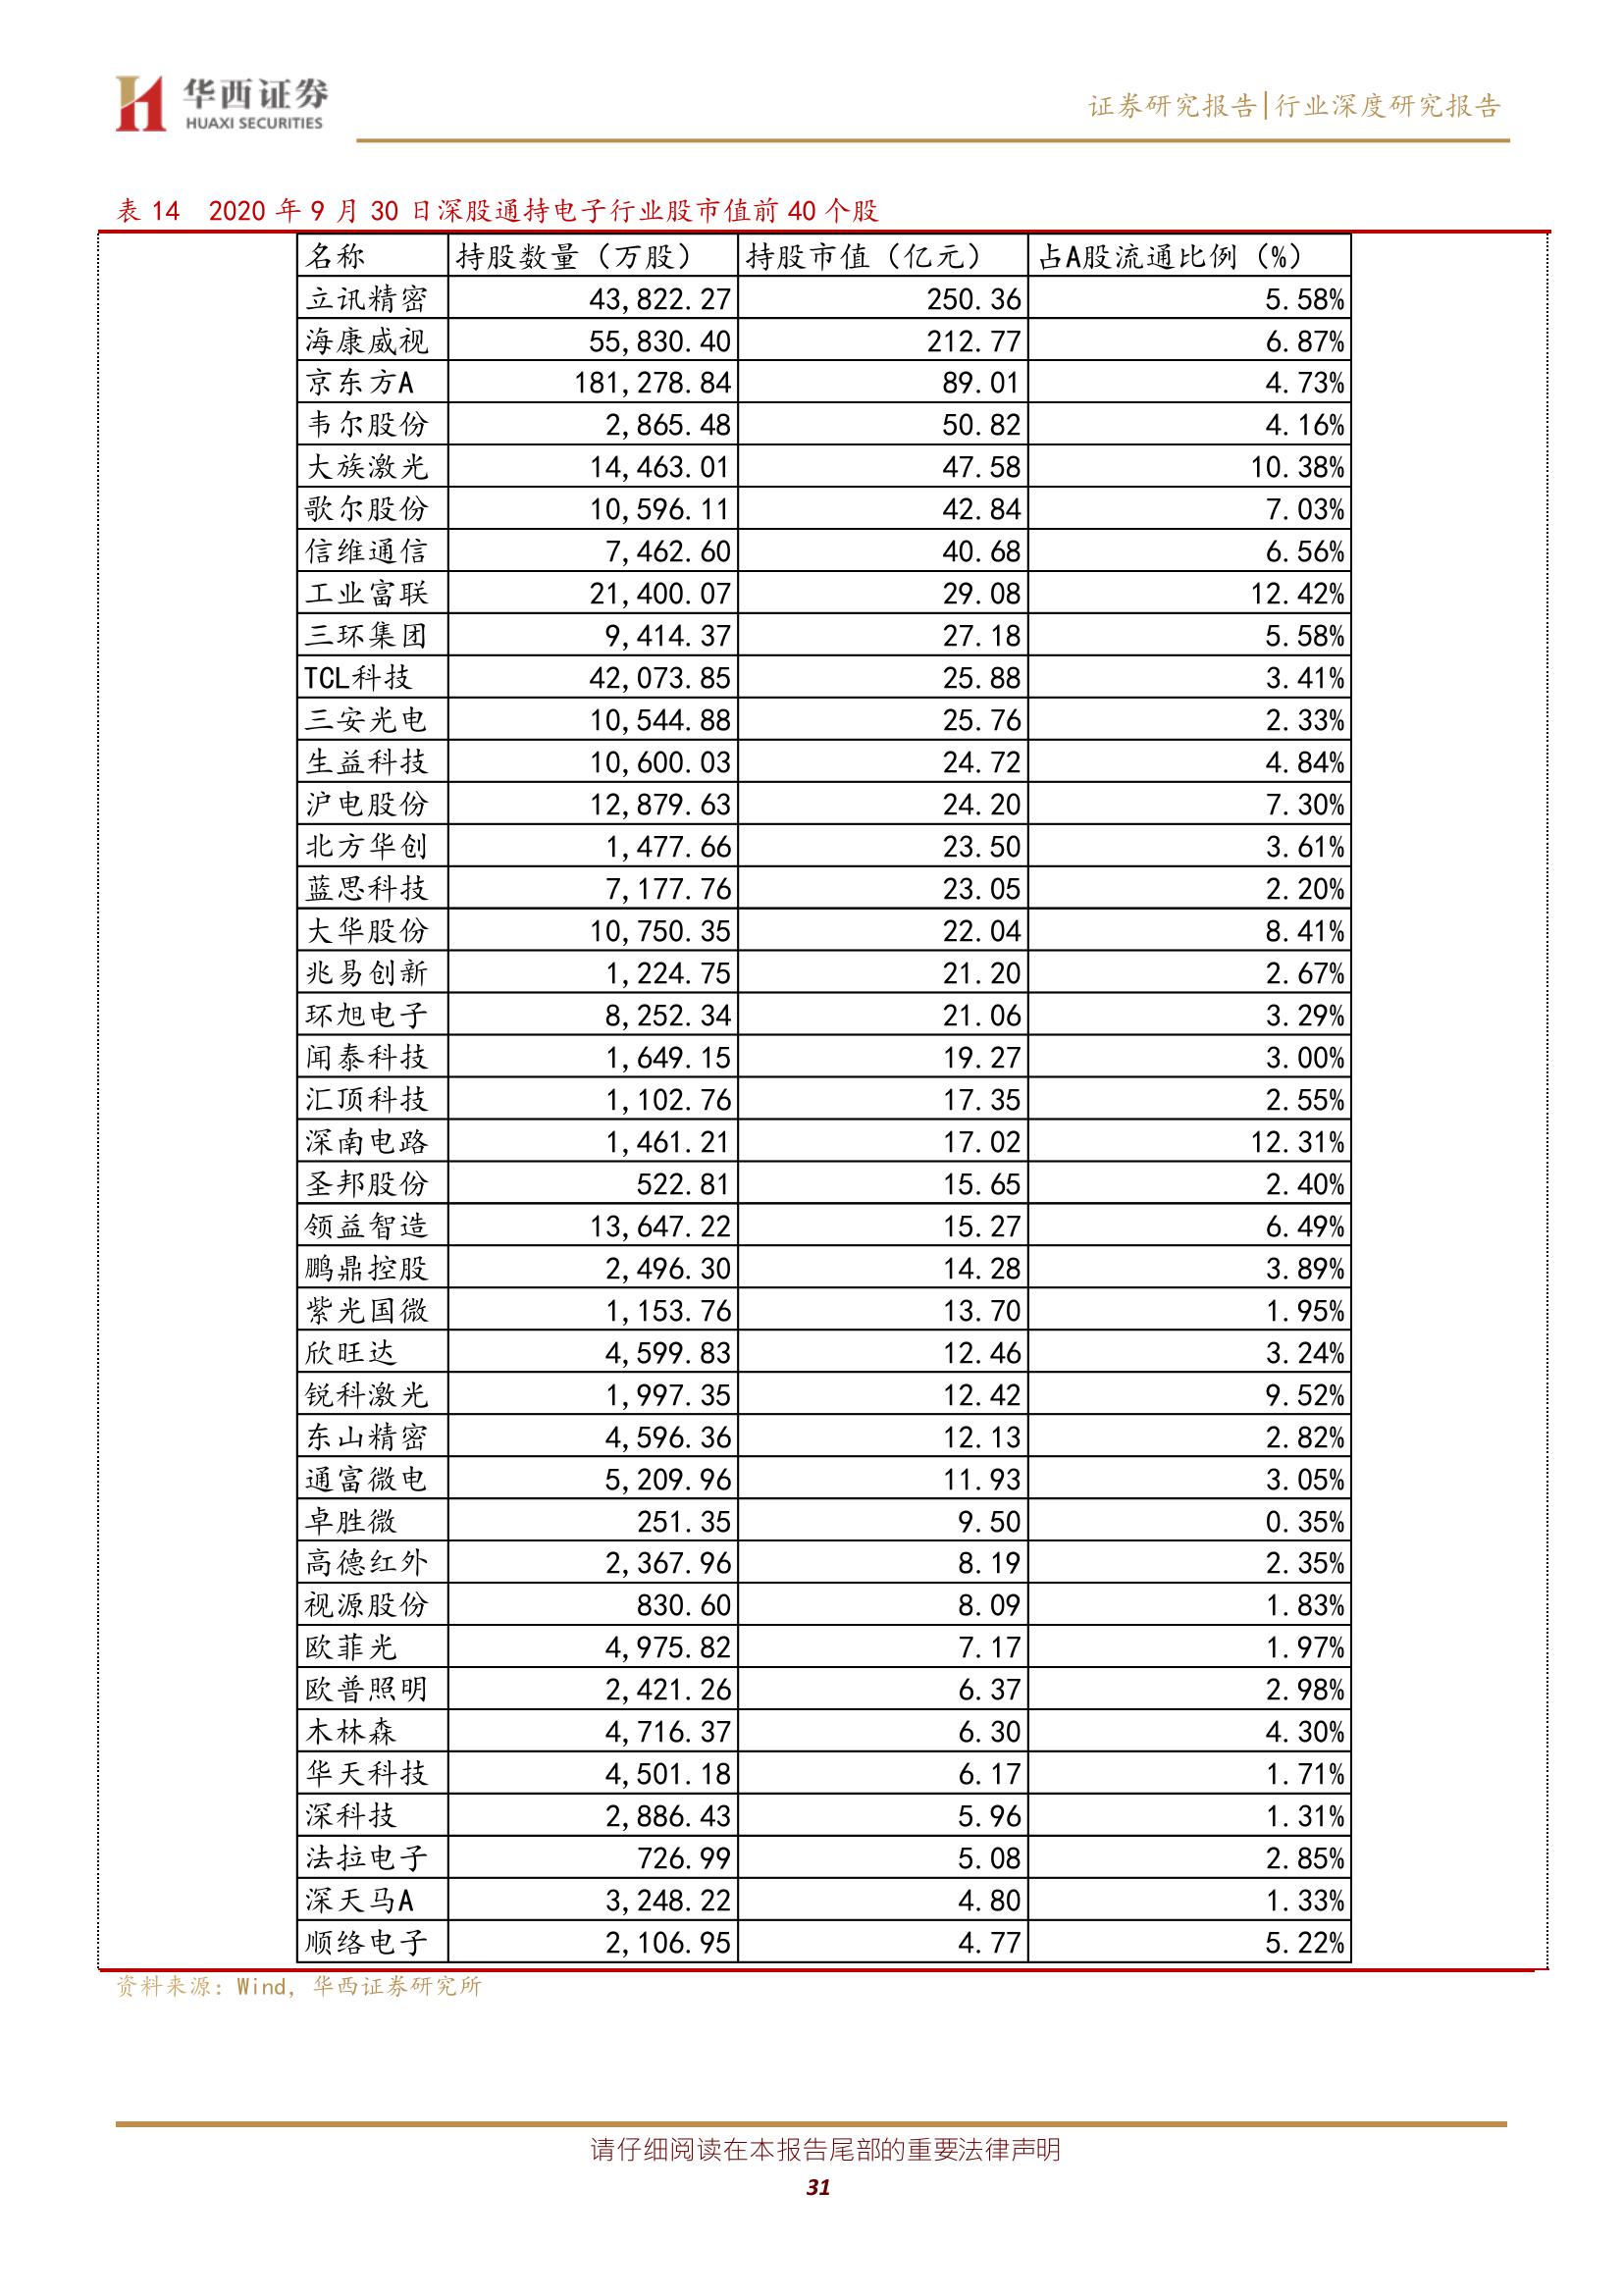 华西证券
HUAXI SECURITIES
证券研究报告|行业深度研究报告
表 14 2020 年 9 月 30 日深股通持电子行业股市值前 40 个股
名称 持股数量（万股） 持股市值（亿元） 占A股流通比例（%）
立讯精密 43,822.27 250.36 5.58%
海康威视 55,830.40 212.77 6.87%
京东方A 181,278.84 89.01 4.73%
韦尔股份 2,865.48 50.82 4.16%
大族激光 14,463.01 47.58 10.38%
歌尔股份 10,596.11 42.84 7.03%
信维通信 7,462.60 40.68 6.56%
工业富联 21,400.07 29.08 12.42%
三环集团 9,414.37 27.18 5.58%
TCL科技 42,073.85 25.88 3.41%
三安光电 10,544.88 25.76 2.33%
生益科技 10,600.03 24.72 4.84%
沪电股份 12,879.63 24.20 7.30%
北方华创 1,477.66 23.50 3.61%
蓝思科技 7,177.76 23.05 2.20%
大华股份 10,750.35 22.04 8.41%
兆易创新 1,224.75 21.20 2.67%
环旭电子 8,252.34 21.06 3.29%
闻泰科技 1,649.15 19.27 3.00%
汇顶科技 1,102.76 17.35 2.55%
深南电路 1,461.21 17.02 12.31%
圣邦股份 522.81 15.65 2.40%
领益智造 13,647.22 15.27 6.49%
鹏鼎控股 2,496.30 14.28 3.89%
紫光国微 1,153.76 13.70 1.95%
欣旺达 4,599.83 12.46 3.24%
锐科激光 1,997.35 12.42 9.52%
东山精密 4,596.36 12.13 2.82%
通富微电 5,209.96 11.93 3.05%
卓胜微 251.35 9.50 0.35%
高德红外 2,367.96 8.19 2.35%
视源股份 830.60 8.09 1.83%
欧菲光 4,975.82 7.17 1.97%
欧普照明 2,421.26 6.37 2.98%
木林森 4,716.37 6.30 4.30%
华天科技 4,501.18 6.17 1.71%
深科技 2,886.43 5.96 1.31%
法拉电子 726.99 5.08 2.85%
深天马A 3,248.22 4.80 1.33%
顺络电子 2,106.95 4.77 5.22%
资料来源：Wind，华西证券研究所
请仔细阅读在本报告尾部的重要法律声明
31